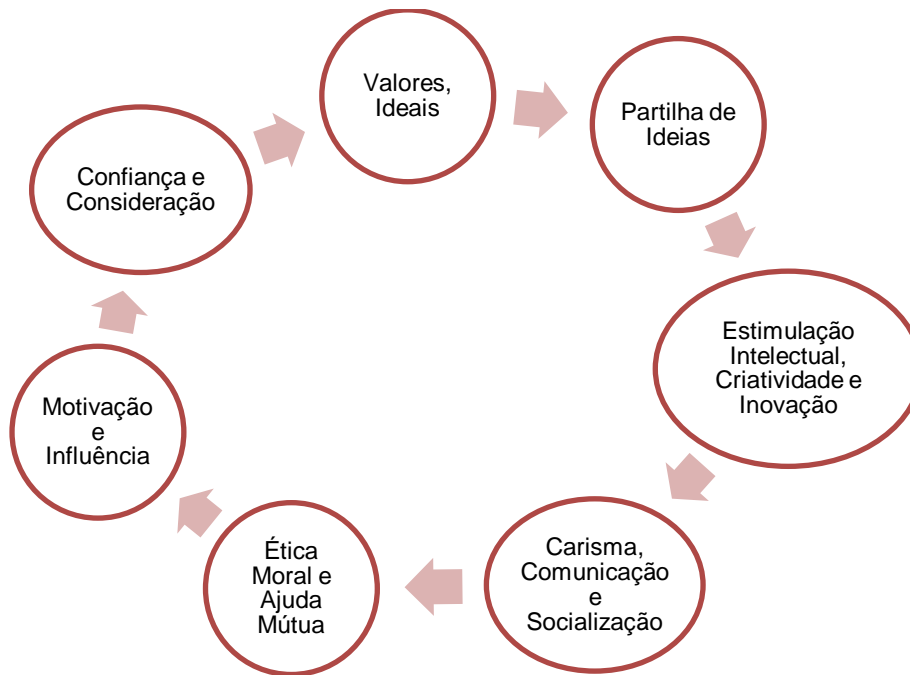 Valores,
Ideais
Partilha de
Ideias
Estimulação
Intelectual,
Criatividade e
Inovação
Carisma,
Comunicação
e
Socialização
Ética
Moral e
Ajuda
Mútua
Motivação
e
Influência
Confiança e
Consideração